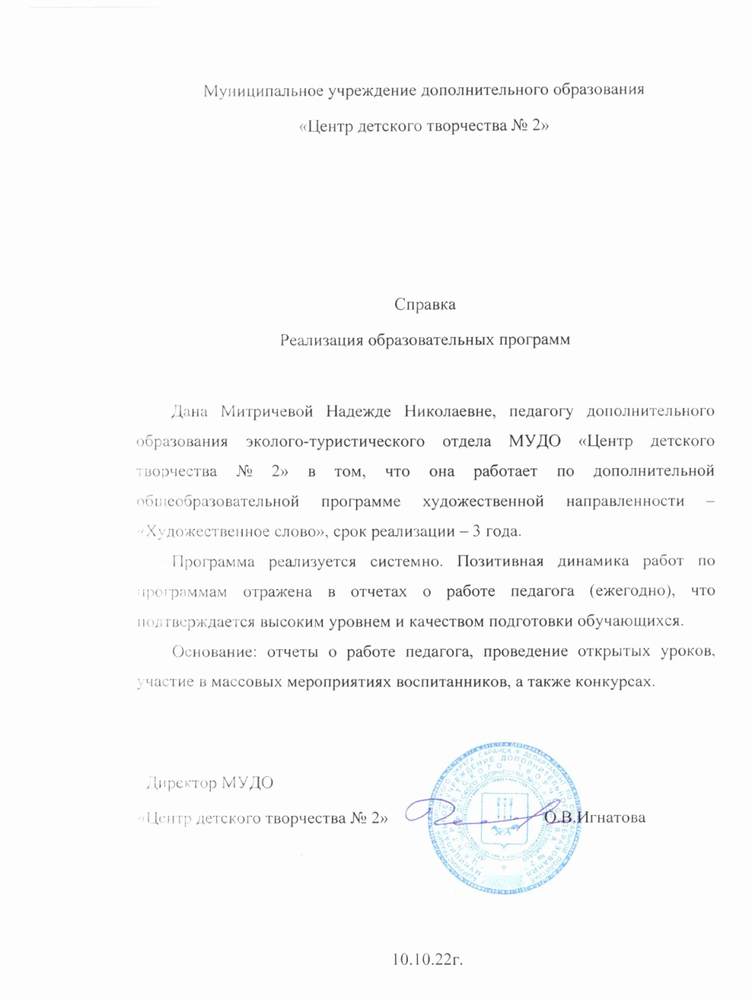 Муниципальное учреждение дополнительного образования
«Центр детского творчества № 2»
Справка
Реализация образовательных программ
Дана Митричевой Надежде Николаевне, педагогу дополнительного
образования эколого-туристического отдела МУДО «Центр детского
творчества № 2» в том, что она работает по дополнительной
общеобразовательной программе художественной направленности –
«Художественное слово», срок реализации – 3 года.
Программа реализуется системно. Позитивная динамика работ по
программам отражена в отчетах о работе педагога (ежегодно), что
подтверждается высоким уровнем и качеством подготовки обучающихся.
Основание: отчеты о работе педагога, проведение открытых уроков,
участие в массовых мероприятиях воспитанников, а также конкурсах.
Директор МУДО
«Центр детского творчества № 2» О.В.Игнатова
10.10.22г.